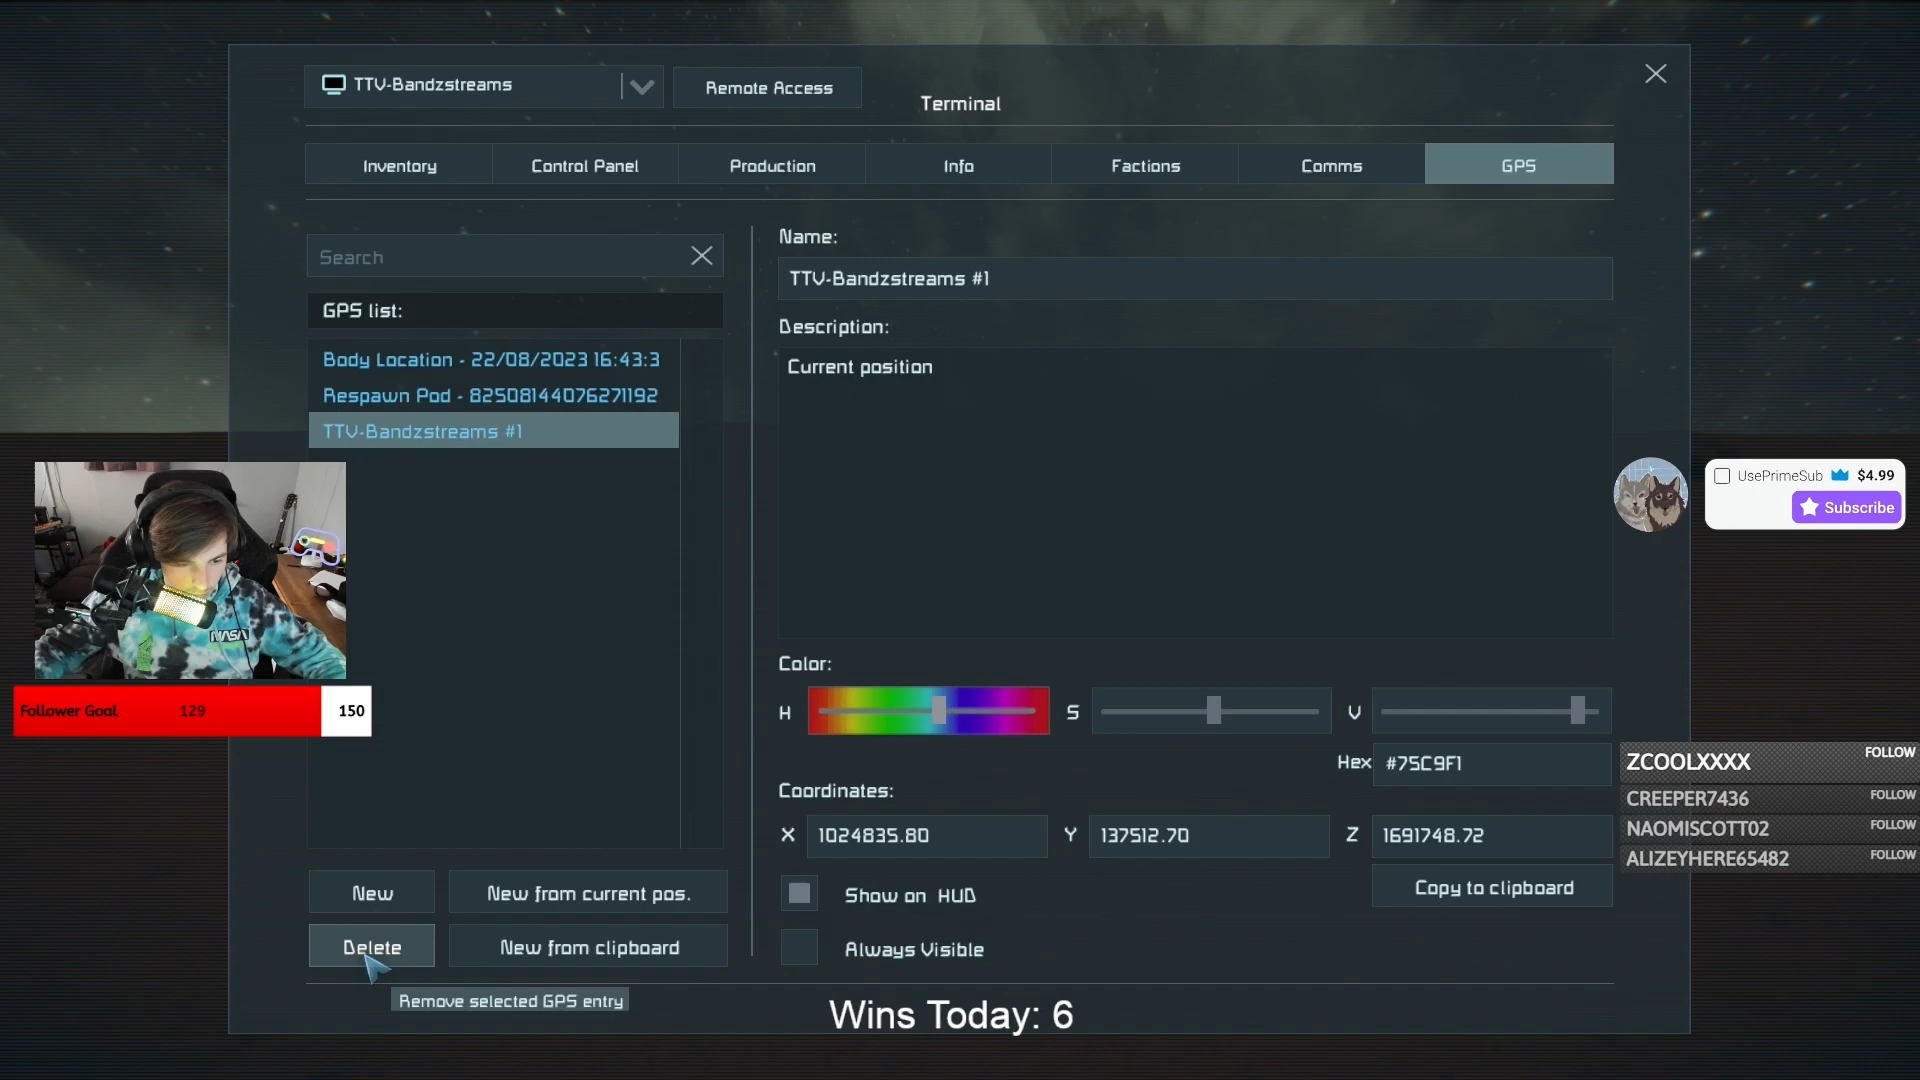 TTV-Bandzstreams
Remote Access
Terminal
Inventory
Control Panel
Production
Info
Factions
Comms
GPS
Search
GPS list:
Body Location - 22/08/2023 16:43:3
Respawn Pod - 82508144076271192
TTV-Bandzstreams #1
Name:
TTV-Bandzstreams #1
Description:
Current position
UsePrimeSub $4.99
Subscribe
NASA
Follower Goal 129 150
Color:
H
S
V
Hex #75C9F1
Coordinates:
X 1024835.80
Y 137512.70
Z 1691748.72
Show on HUD
Copy to clipboard
Always Visible
ZCOOLXXXX FOLLOW
CREEPER7436 FOLLOW
NAOMISCOTT02 FOLLOW
ALIZEYHERE65482 FOLLOW
New
New from current pos.
Delete
New from clipboard
Remove selected GPS entry
Wins Today: 6